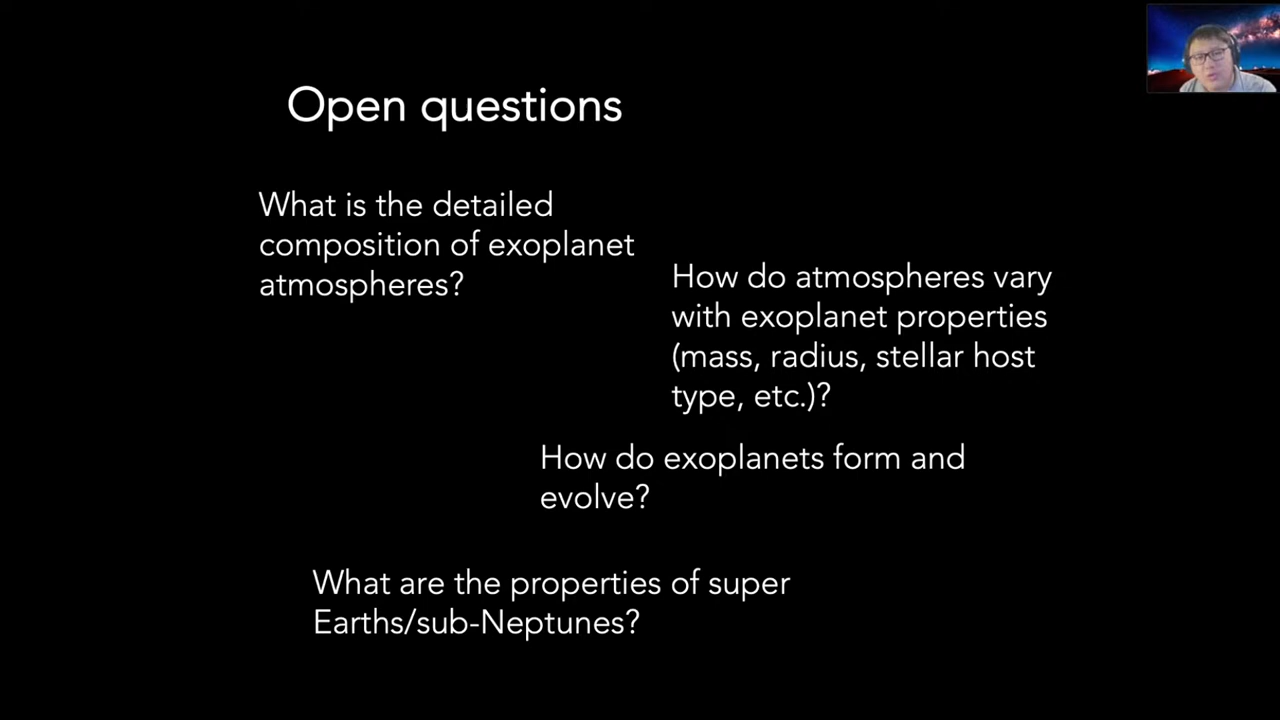 Open questions
What is the detailed
composition of exoplanet
atmospheres?
How do atmospheres vary
with exoplanet properties
(mass, radius, stellar host
type, etc.)?
How do exoplanets form and
evolve?
What are the properties of super
Earths/sub-Neptunes?